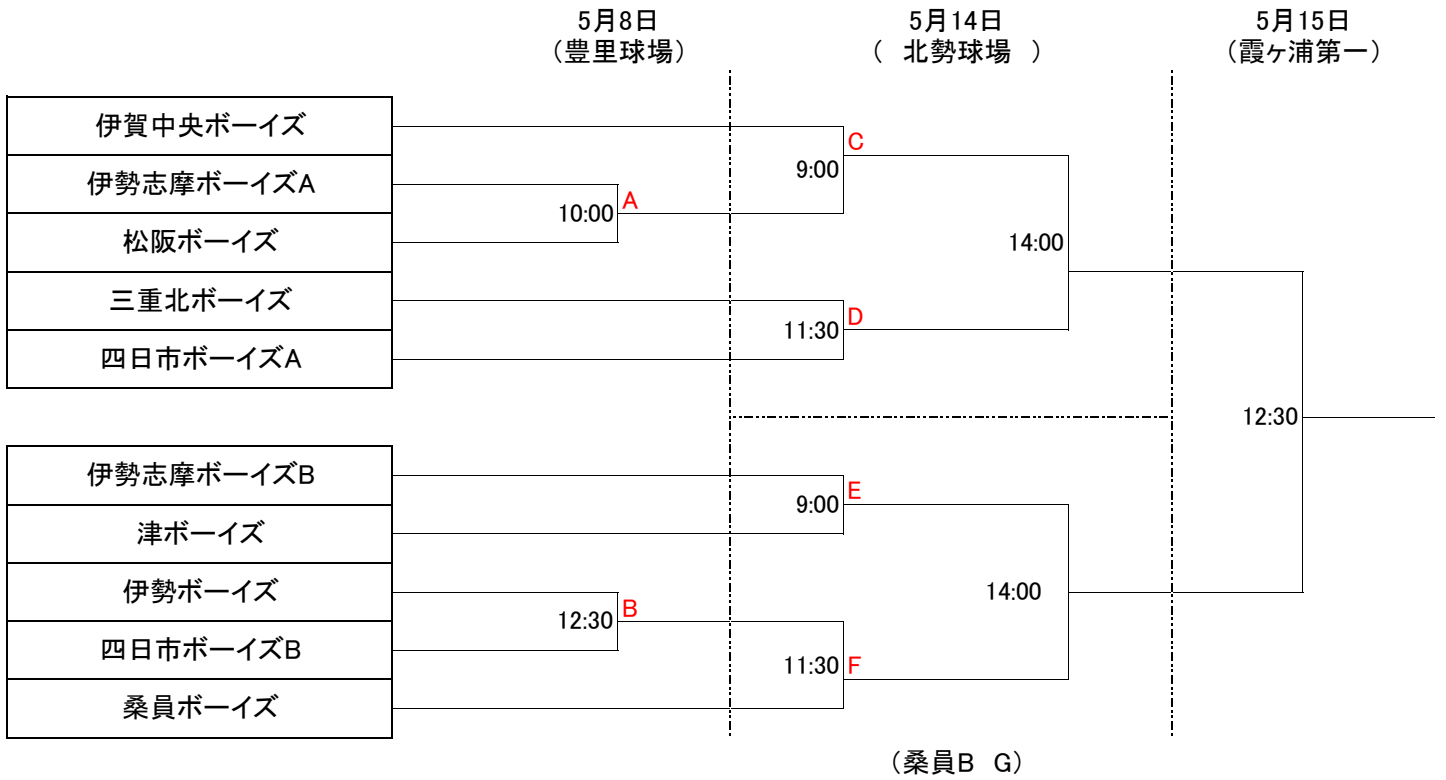 5月8日
5月14日
5月15日
（豊里球場）
（　北勢球場　）
（霞ヶ浦第一）
伊賀中央ボーイズ
C
9:00
伊勢志摩ボーイズA
A
10:00
松阪ボーイズ
14:00
三重北ボーイズ
D
11:30
四日市ボーイズA
12:30
伊勢志摩ボーイズB
E
9:00
津ボーイズ
伊勢ボーイズ
14:00
B
12:30
四日市ボーイズB
11:30
F
桑員ボーイズ
（桑員B　G）